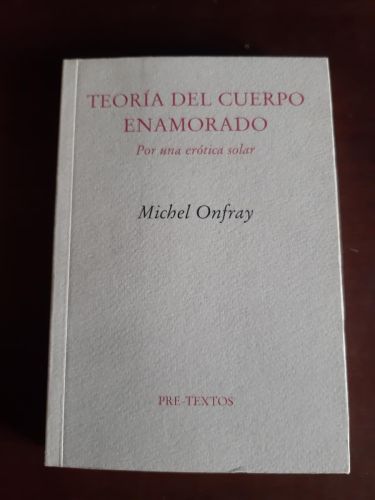 TEORÍA DEL CUERPO
ENAMORADO
Por una erótica solar
Michel Onfray
PRE-TEXTOS